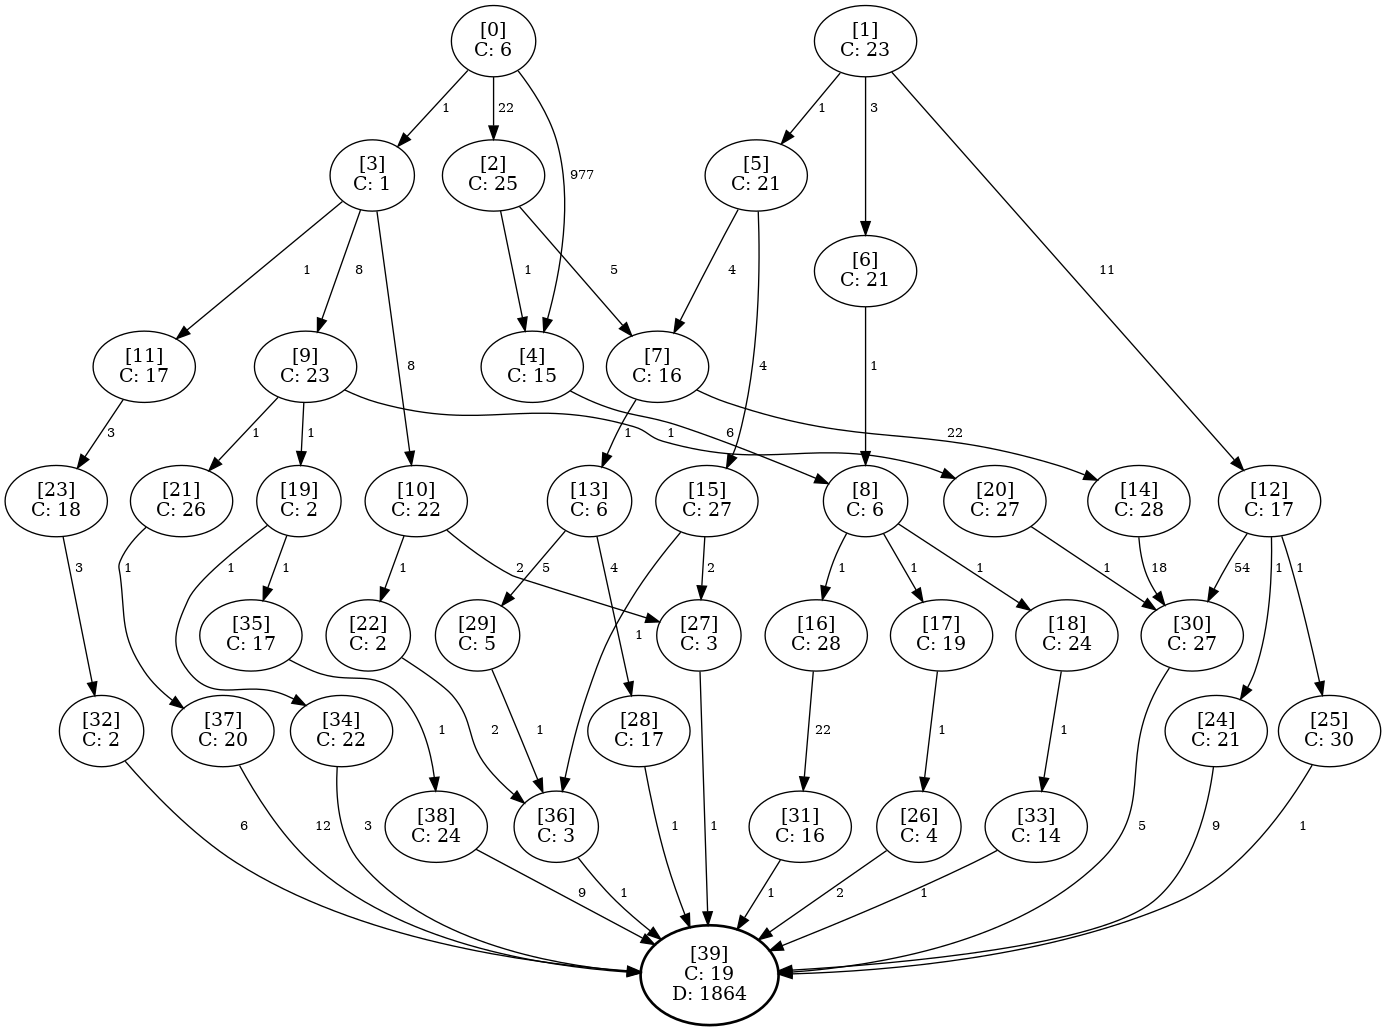 [0]
C: 6
[1]
C: 23
1
22
977
1
3
11
[3]
C: 1
[2]
C: 25
[5]
C: 21
[6]
C: 21
1
8
8
1
5
4
4
1
[11]
C: 17
[9]
C: 23
[4]
C: 15
[7]
C: 16
3
1
1
1
6
1
22
[23]
C: 18
[21]
C: 26
[19]
C: 2
[10]
C: 22
[13]
C: 6
[15]
C: 27
[8]
C: 6
[20]
C: 27
[14]
C: 28
[12]
C: 17
3
1
1
1
1
2
5
4
2
1
1
1
1
18
54
1
1
[35]
C: 17
[22]
C: 2
[29]
C: 5
[27]
C: 3
[16]
C: 28
[17]
C: 19
[18]
C: 24
[30]
C: 27
1
[32]
C: 2
[37]
C: 20
[34]
C: 22
[28]
C: 17
[24]
C: 21
[25]
C: 30
1
2
1
22
1
1
[38]
C: 24
[36]
C: 3
[31]
C: 16
[26]
C: 4
[33]
C: 14
6
12
3
9
1
1
1
1
2
1
5
9
1
[39]
C: 19
D: 1864